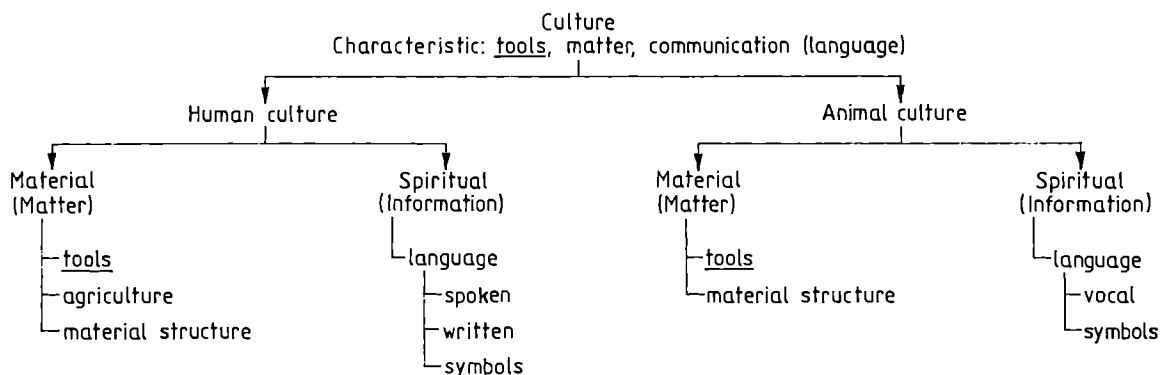 Culture
Characteristic: tools, matter, communication (language)
Human culture
Animal culture
Material
(Matter)
tools
agriculture
material structure
Spiritual
(Information)
language
spoken
written
symbols
Material
(Matter)
tools
material structure
Spiritual
(Information)
language
vocal
symbols